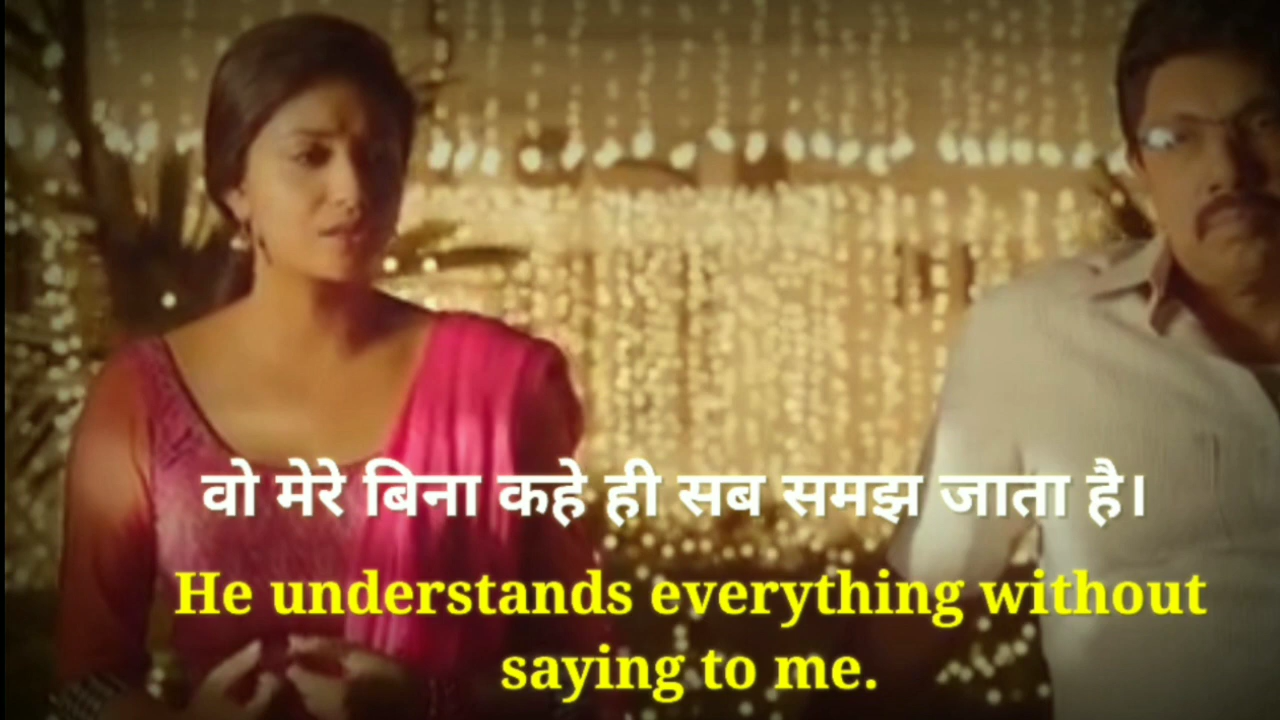 वो मेरे बिना कहे ही सब समझ जाता है।
He understands everything without
saying to me.